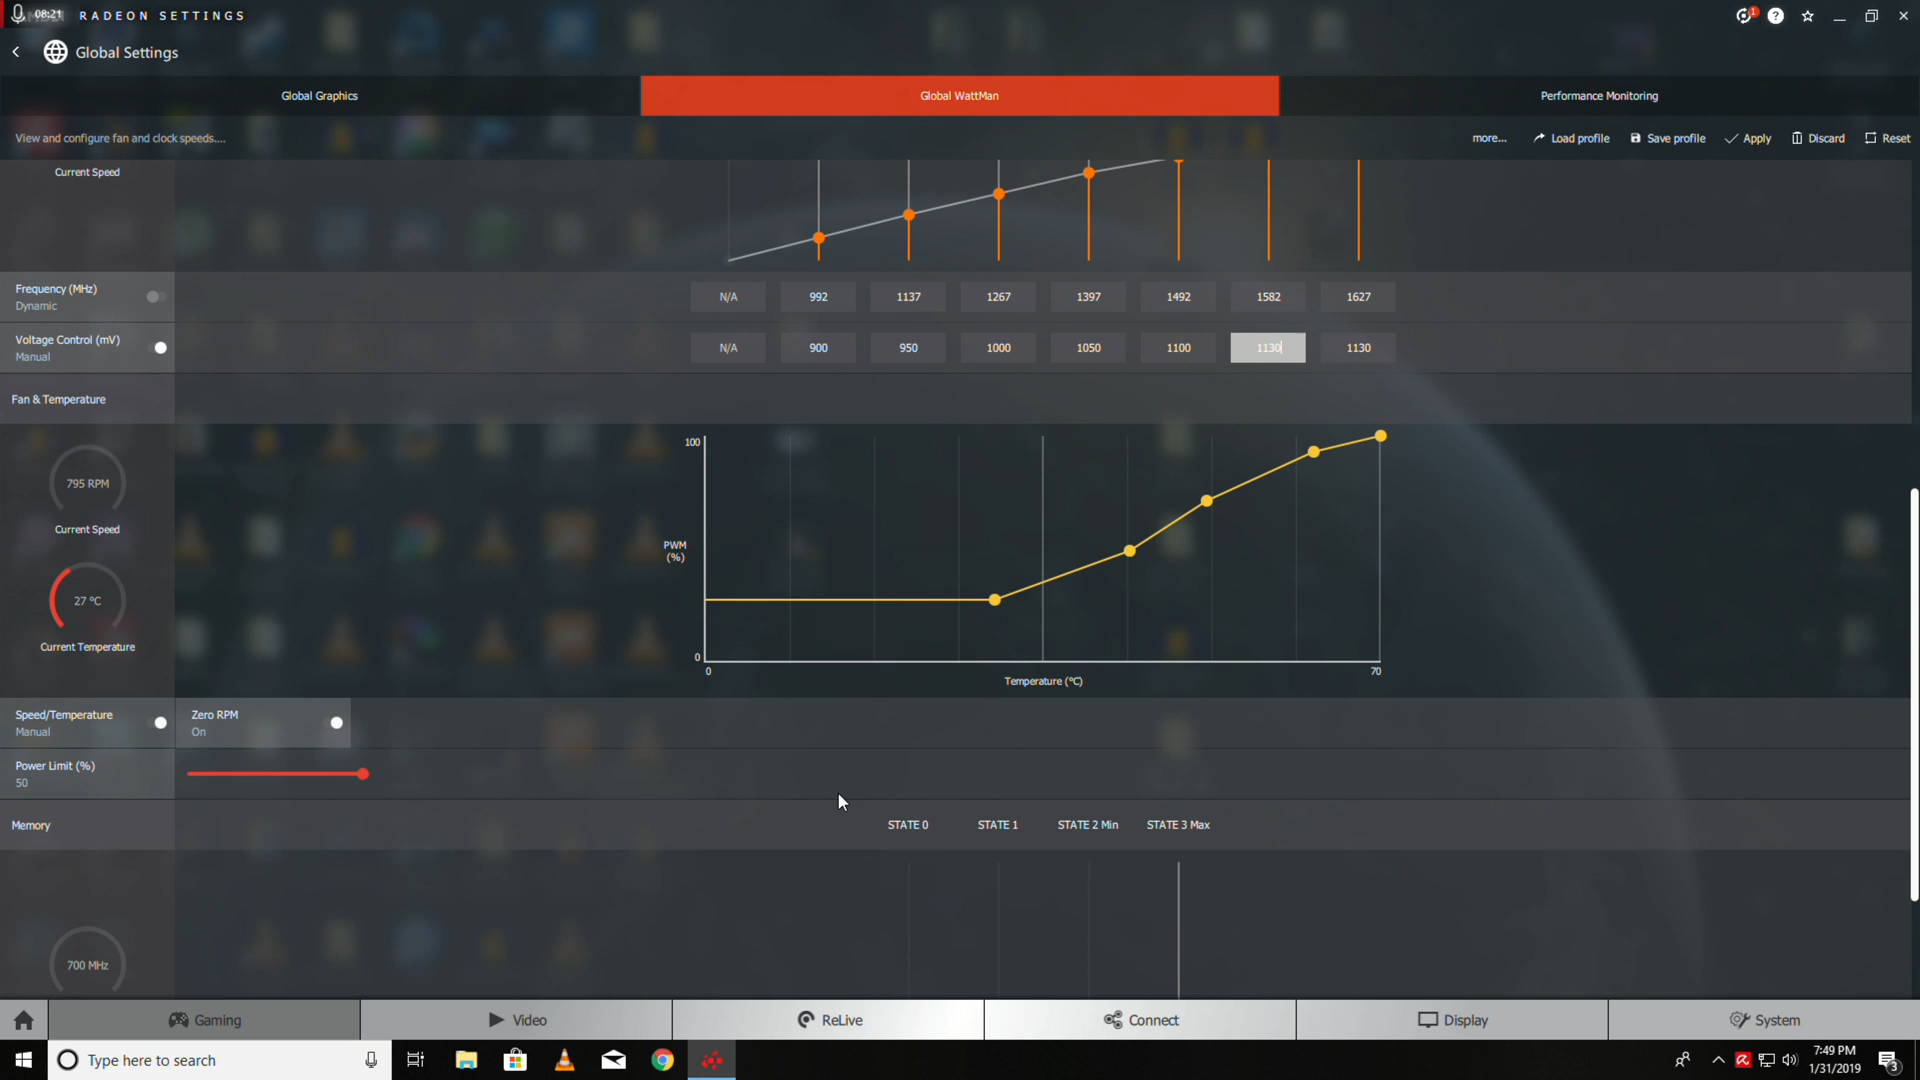 08:21 RADEON SETTINGS
1
Global Settings
Global Graphics
Global WattMan
Performance Monitoring
View and configure fan and clock speeds....
more...
Load profile
Save profile
Apply
Discard
Reset
Current Speed
Frequency (MHz)
Dynamic
N/A 992 1137 1267 1397 1492 1582 1627
Voltage Control (mV)
Manual
N/A 900 950 1000 1050 1100 1130 1130
Fan & Temperature
795 RPM
Current Speed
27 °C
Current Temperature
100
PWM
(%)
0
0
70
Temperature (°C)
Speed/Temperature
Manual
Zero RPM
On
Power Limit (%)
50
Memory
STATE 0 STATE 1 STATE 2 Min STATE 3 Max
700 MHz
Gaming
Video
ReLive
Connect
Display
System
Type here to search
7:49 PM
1/31/2019
3